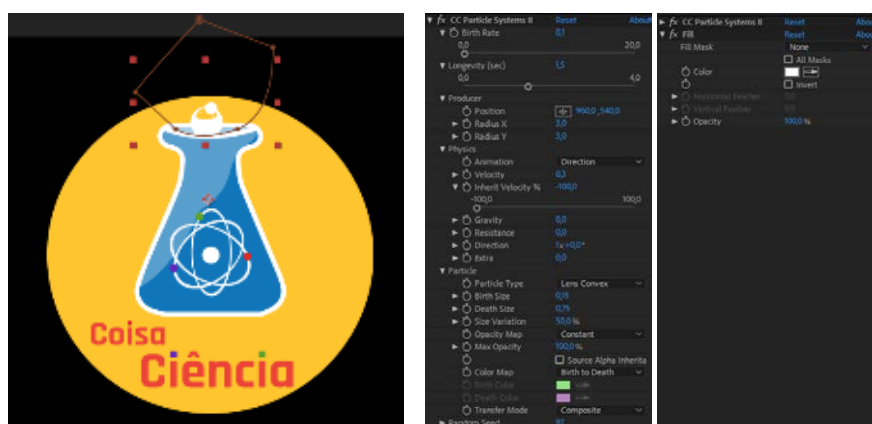 Coisa
Ciência
fx CC Particle Systems II Reset About
Birth Rate 0,1
0,0 20,0
Longevity (sec) 1,5
0,0 4,0
Producer
Position 960,0 ,540,0
Radius X 3,0
Radius Y 3,0
Physics
Animation Direction
Velocity 0,3
Inherit Velocity % -100,0
-100,0 100,0
Gravity 0,0
Resistance 0,0
Direction 1x+0,0°
Extra 0,0
Particle
Particle Type Lens Convex
Birth Size 0,15
Death Size 0,75
Size Variation 50,0 %
Opacity Map Constant
Max Opacity 100,0 %
Source Alpha Inherita
Color Map Birth to Death
Birth Color
Death Color
Transfer Mode Composite
Random Seed
fx CC Particle Systems II Reset Abou
fx Fill Reset Abou
Fill Mask None
All Masks
Color
Invert
Horizontal Feather 0,0
Vertical Feather 0,0
Opacity 100,0 %